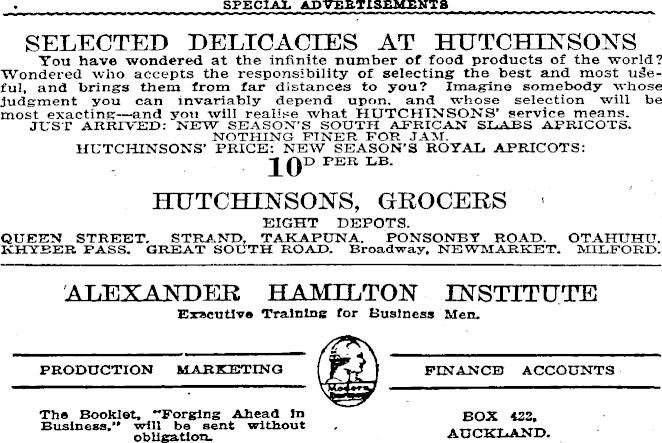 SPECIAL ADVERTISEMENTS
SELECTED DELICACIES AT HUTCHINSONS
You have wondered at the infinite number of food products of the world?
Wondered who accepts the responsibility of selecting the best and most use-
ful, and brings them from far distances to you? Imagine somebody whose
judgment you can invariably depend upon, and whose selection will be
most exacting—and you will realise what HUTCHINSONS' service means.
JUST ARRIVED: NEW SEASON'S SOUTH AFRICAN SLABS APRICOTS.
NOTHING FINER FOR JAM.
HUTCHINSONS' PRICE: NEW SEASON'S ROYAL APRICOTS:
10D PER LB.
HUTCHINSONS, GROCERS
EIGHT DEPOTS.
QUEEN STREET. STRAND, TAKAPUNA. PONSONBY ROAD. OTAHUHU.
KHYBER PASS. GREAT SOUTH ROAD. Broadway, NEWMARKET. MILFORD.
ALEXANDER HAMILTON INSTITUTE
Executive Training for Business Men.
PRODUCTION MARKETING
FINANCE ACCOUNTS
Modern
The Booklet, "Forging Ahead in
Business," will be sent without
obligation.
BOX 422,
AUCKLAND.